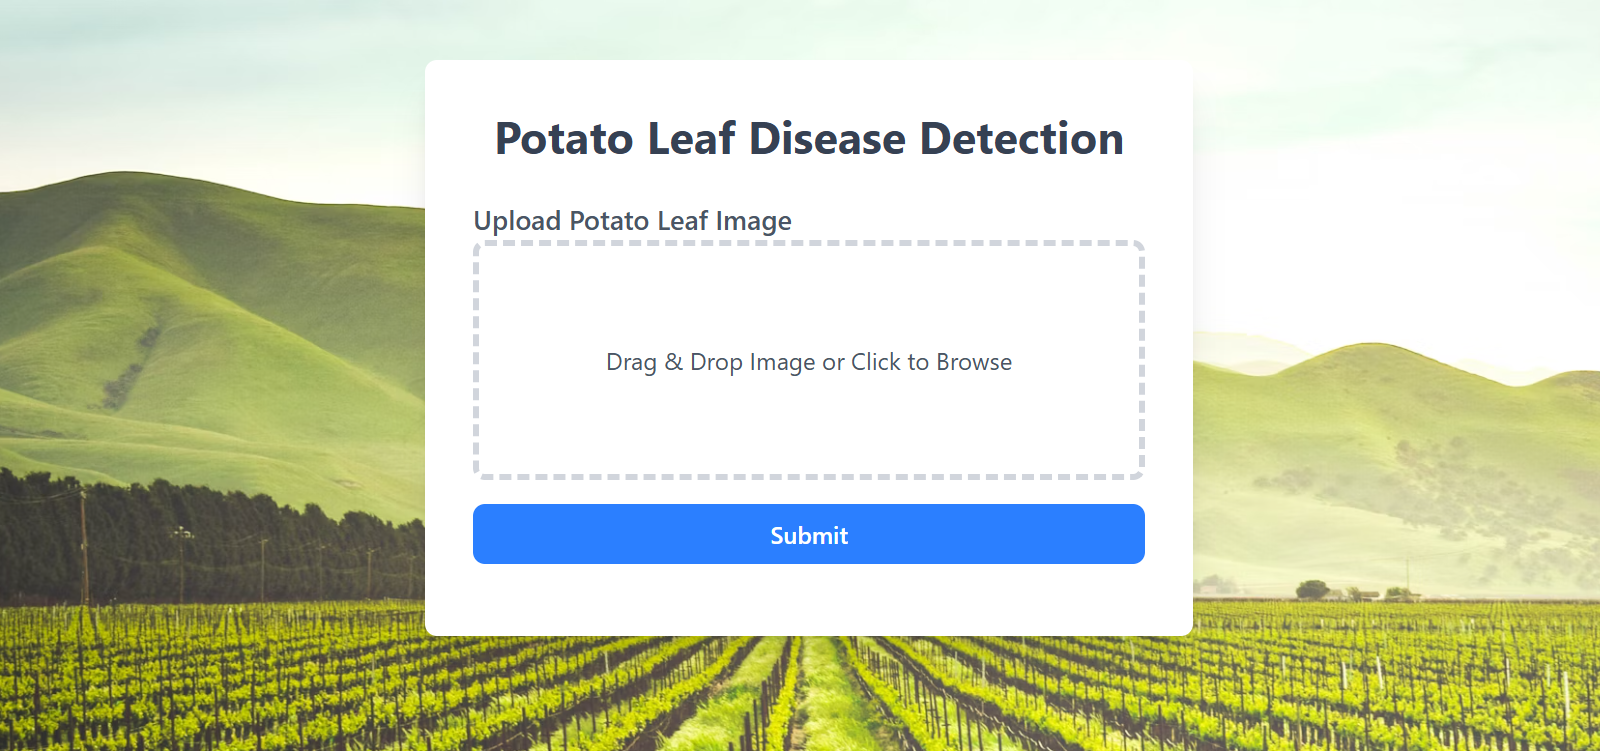 Potato Leaf Disease Detection
Upload Potato Leaf Image
Drag & Drop Image or Click to Browse
Submit